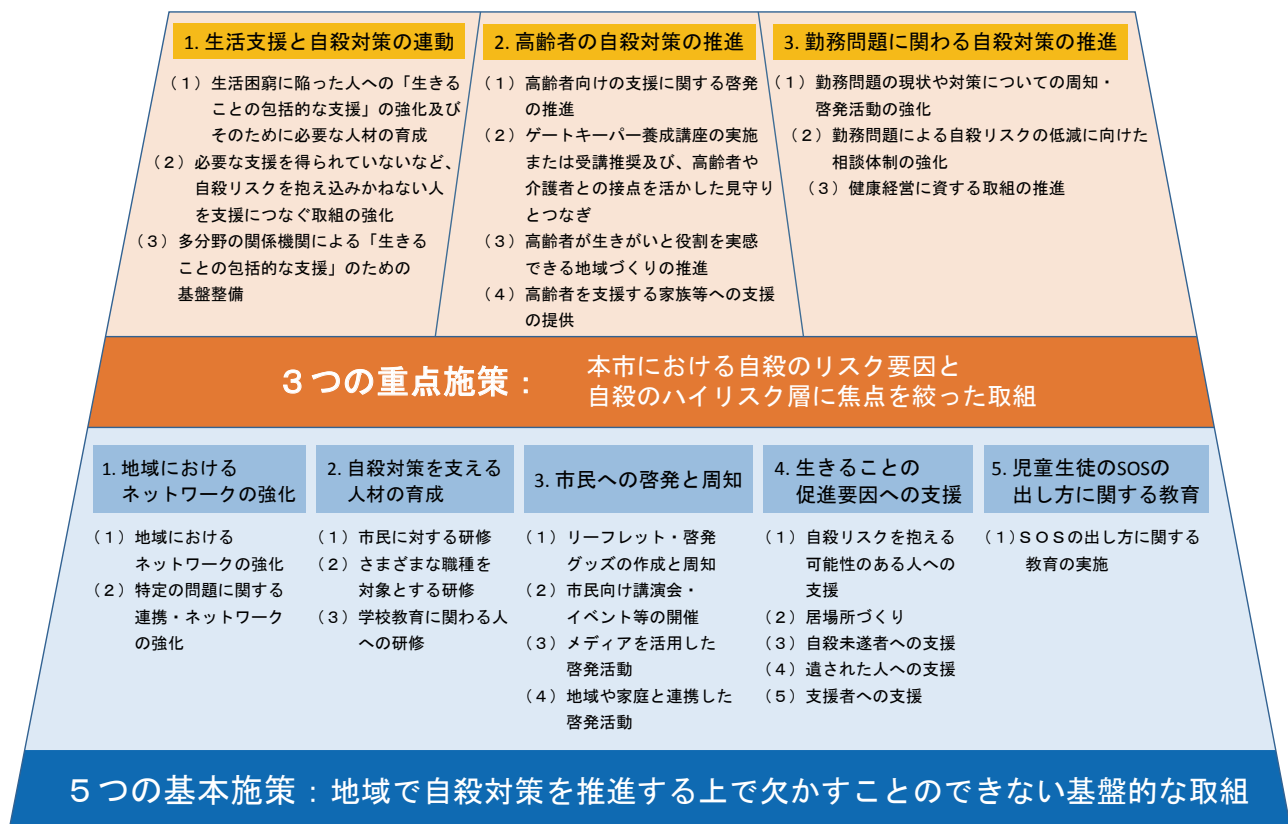 1. 生活支援と自殺対策の連動
（１）生活困窮に陥った人への「生きる
ことの包括的な支援」の強化及び
そのために必要な人材の育成
（２）必要な支援を得られていないなど、
自殺リスクを抱え込みかねない人
を支援につなぐ取組の強化
（３）多分野の関係機関による「生きる
ことの包括的な支援」のための
基盤整備
2. 高齢者の自殺対策の推進
（１）高齢者向けの支援に関する啓発
の推進
（２）ゲートキーパー養成講座の実施
または受講推奨及び、高齢者や
介護者との接点を活かした見守り
とつなぎ
（３）高齢者が生きがいと役割を実感
できる地域づくりの推進
（４）高齢者を支援する家族等への支援
の提供
3. 勤務問題に関わる自殺対策の推進
（１）勤務問題の現状や対策についての周知・
啓発活動の強化
（２）勤務問題による自殺リスクの低減に向けた
相談体制の強化
（３）健康経営に資する取組の推進
３つの重点施策：
本市における自殺のリスク要因と
自殺のハイリスク層に焦点を絞った取組
1. 地域における
ネットワークの強化
（１）地域における
ネットワークの強化
（２）特定の問題に関する
連携・ネットワーク
の強化
2. 自殺対策を支える
人材の育成
（１）市民に対する研修
（２）さまざまな職種を
対象とする研修
（３）学校教育に関わる人
への研修
3. 市民への啓発と周知
（１）リーフレット・啓発
グッズの作成と周知
（２）市民向け講演会・
イベント等の開催
（３）メディアを活用した
啓発活動
（４）地域や家庭と連携した
啓発活動
4. 生きることの
促進要因への支援
（１）自殺リスクを抱える
可能性のある人への
支援
（２）居場所づくり
（３）自殺未遂者への支援
（４）遺された人への支援
（５）支援者への支援
5. 児童生徒のSOSの
出し方に関する教育
（１）ＳＯＳの出し方に関する
教育の実施
５つの基本施策：地域で自殺対策を推進する上で欠かすことのできない基盤的な取組